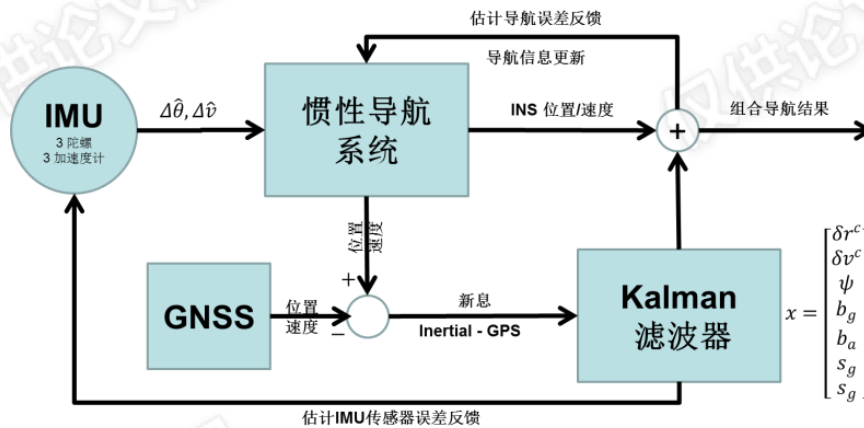 估计导航误差反馈
导航信息更新
IMU
3 陀螺
3 加速度计
Δθ̂, Δv̂
惯性导航
系统
INS 位置/速度
+
组合导航结果
位置
速度
+
GNSS
位置
速度
−
新息
Inertial - GPS
Kalman
滤波器
x =
δr^c
δv^c
ψ
b_g
b_a
s_g
s_g
估计IMU传感器误差反馈